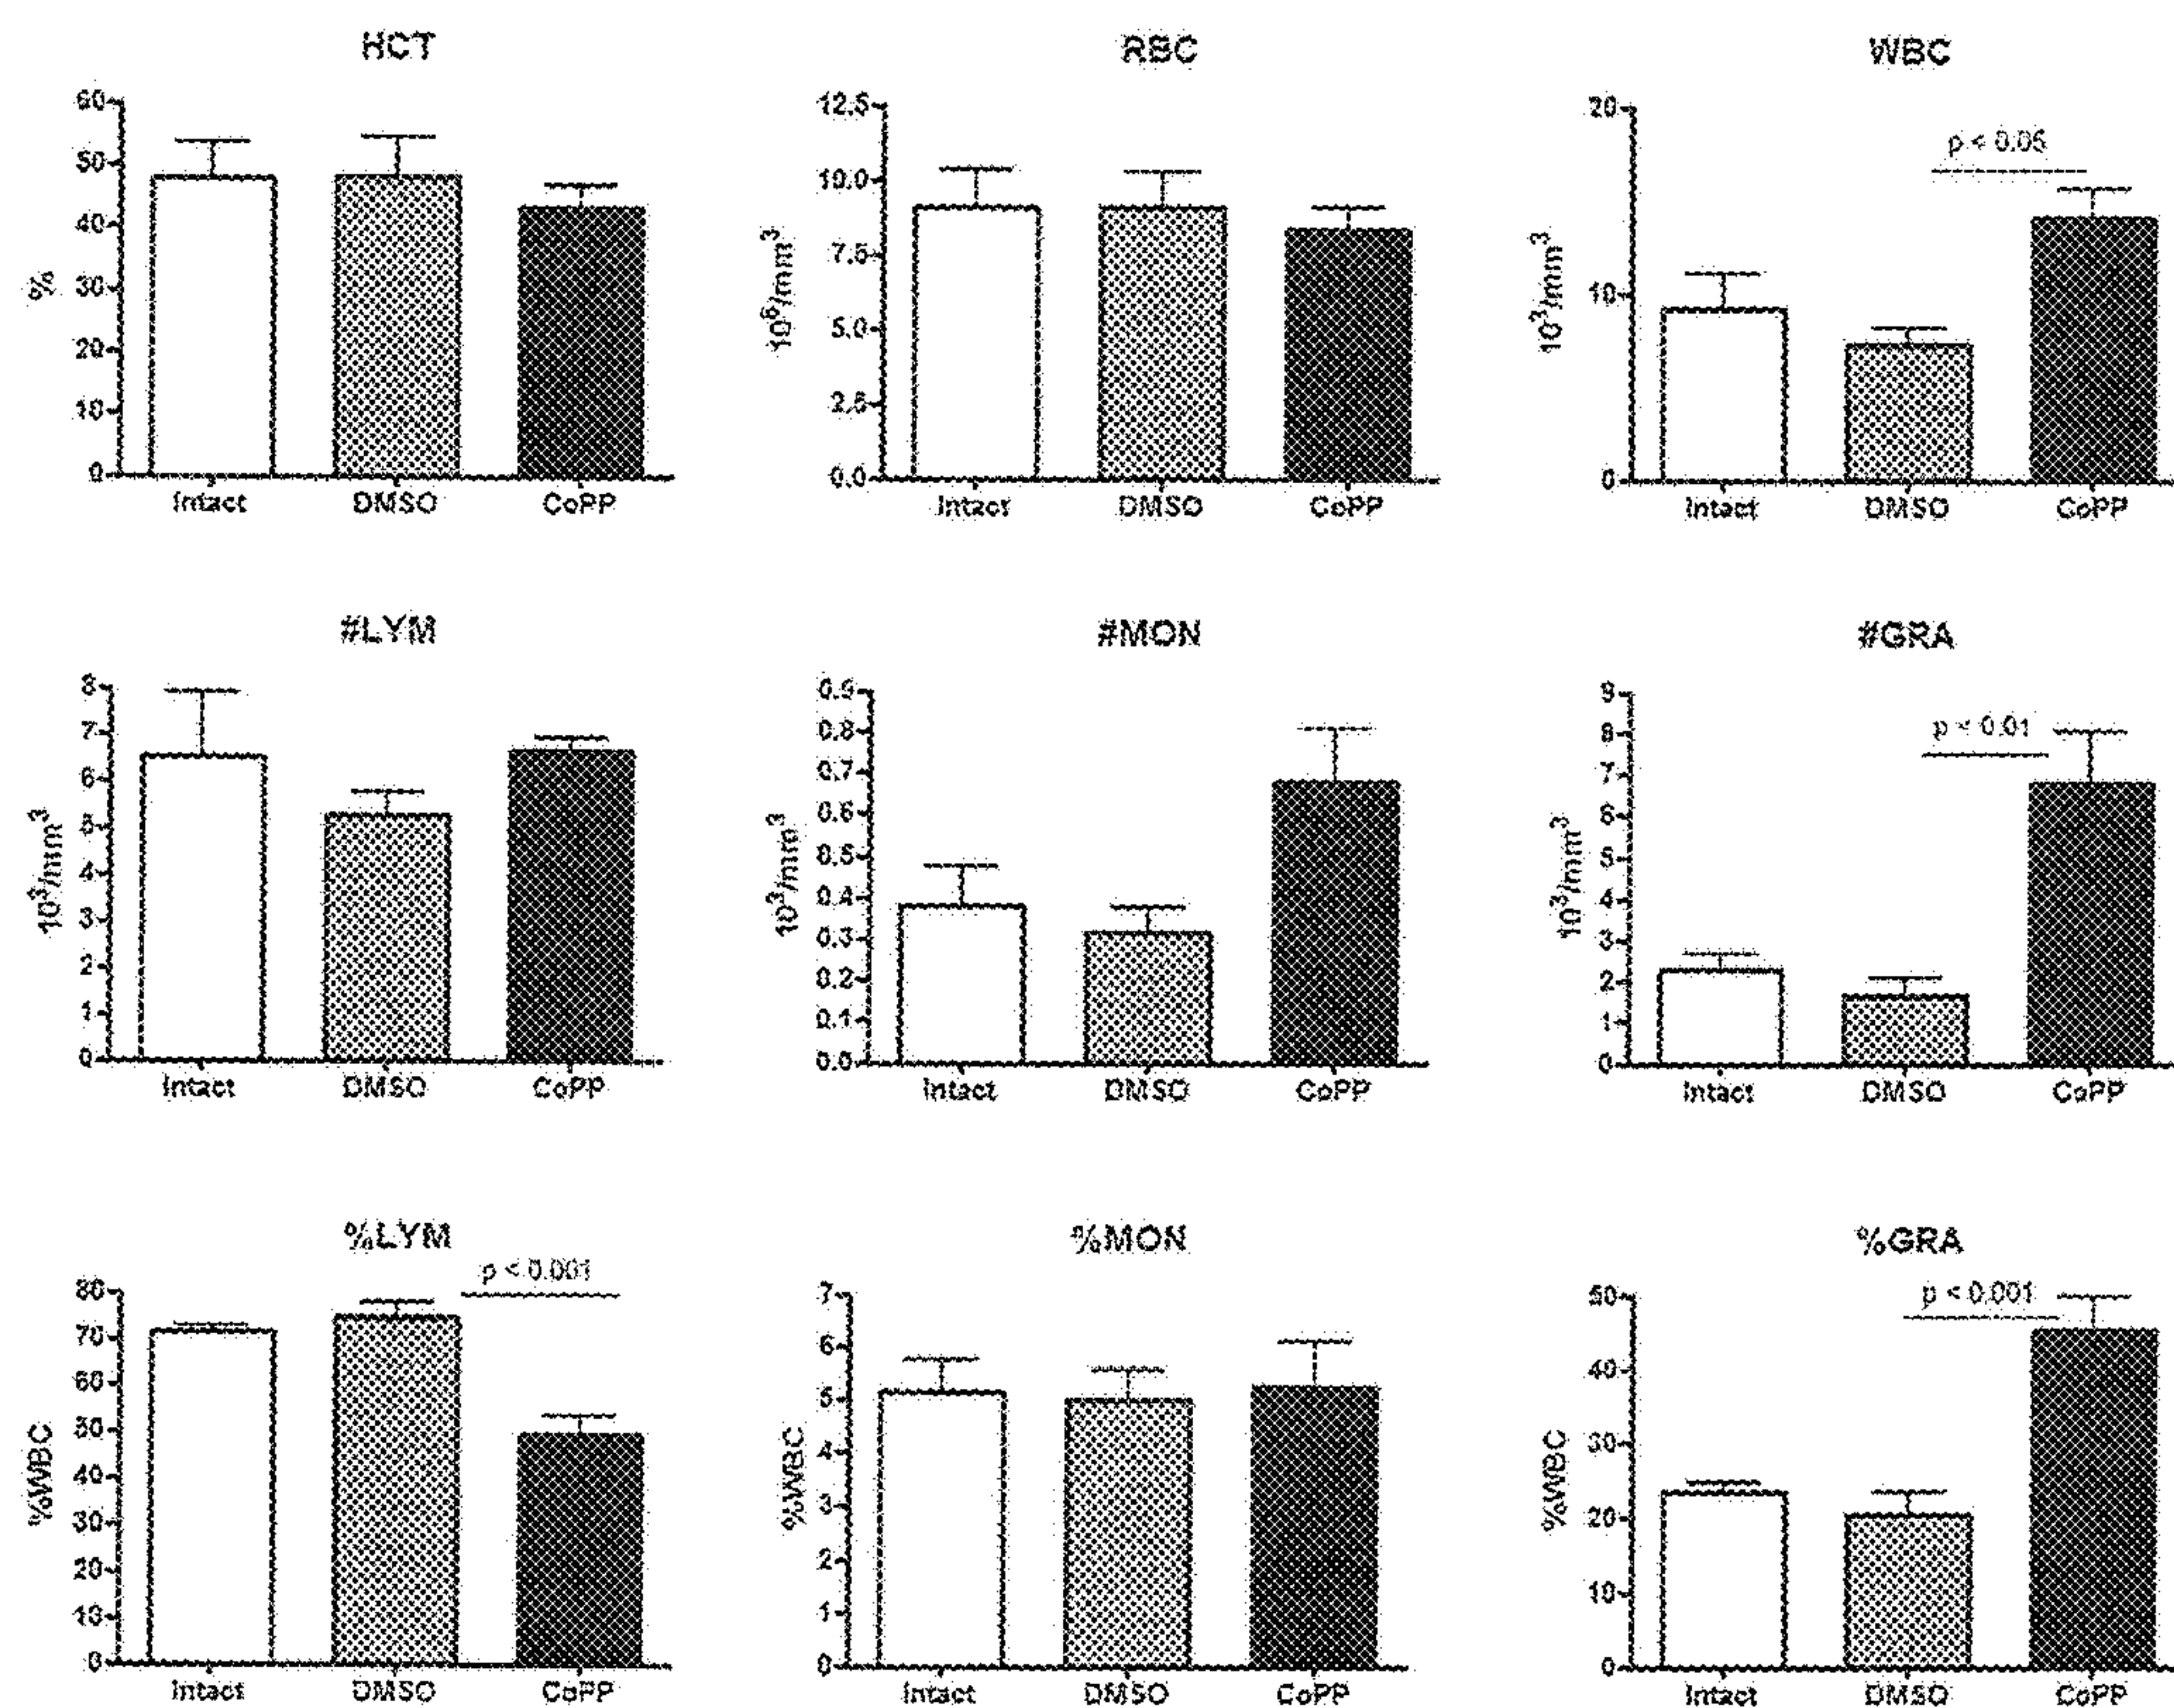 HCT
60
50
40
30
20
10
0
%
Intact DMSO CoPP
RBC
12.5
10.0
7.5
5.0
2.5
0.0
10⁶/mm³
Intact DMSO CoPP
WBC
20
10
0
10³/mm³
p < 0.05
Intact DMSO CoPP
#LYM
8
7
6
5
4
3
2
1
0
10³/mm³
Intact DMSO CoPP
#MON
0.9
0.8
0.7
0.6
0.5
0.4
0.3
0.2
0.1
0.0
10³/mm³
Intact DMSO CoPP
#GRA
9
8
7
6
5
4
3
2
1
0
10³/mm³
p < 0.01
Intact DMSO CoPP
%LYM
p < 0.001
80
70
60
50
40
30
20
10
0
%WBC
Intact DMSO CoPP
%MON
7
6
5
4
3
2
1
0
%WBC
Intact DMSO CoPP
%GRA
p < 0.001
50
40
30
20
10
0
%WBC
Intact DMSO CoPP